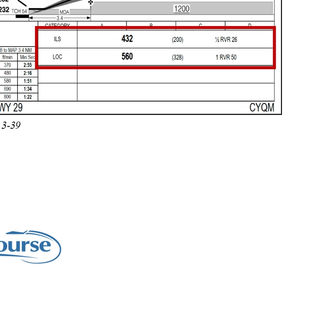 232 TCH 54 MDA 1200
3.4
CATEGORY A B C D
ILS 432 (200) ½ RVR 26
B to MAP 3.4 NM
ft/min Min:Sec
LOC 560 (328) 1 RVR 50
370 2:55
480 2:16
580 1:51
690 1:34
800 1:22
WY 29 CYQM
3-39
ourse